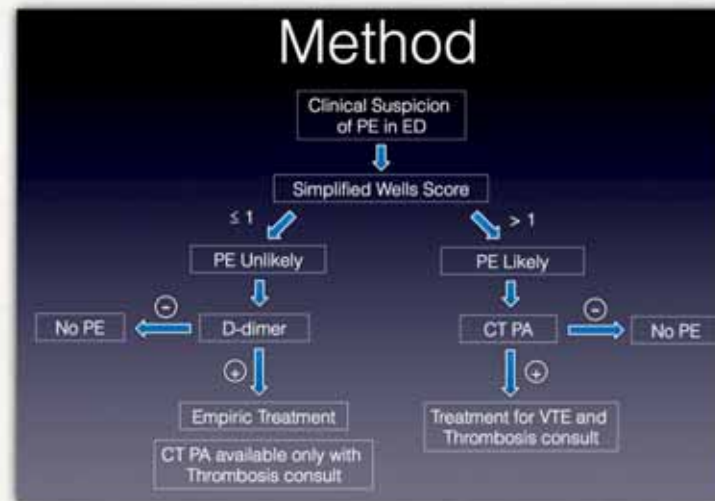 Method
Clinical Suspicion
of PE in ED
Simplified Wells Score
≤ 1
> 1
PE Unlikely
PE Likely
No PE
−
D-dimer
CT PA
−
No PE
+
+
Empiric Treatment
CT PA available only with
Thrombosis consult
Treatment for VTE and
Thrombosis consult